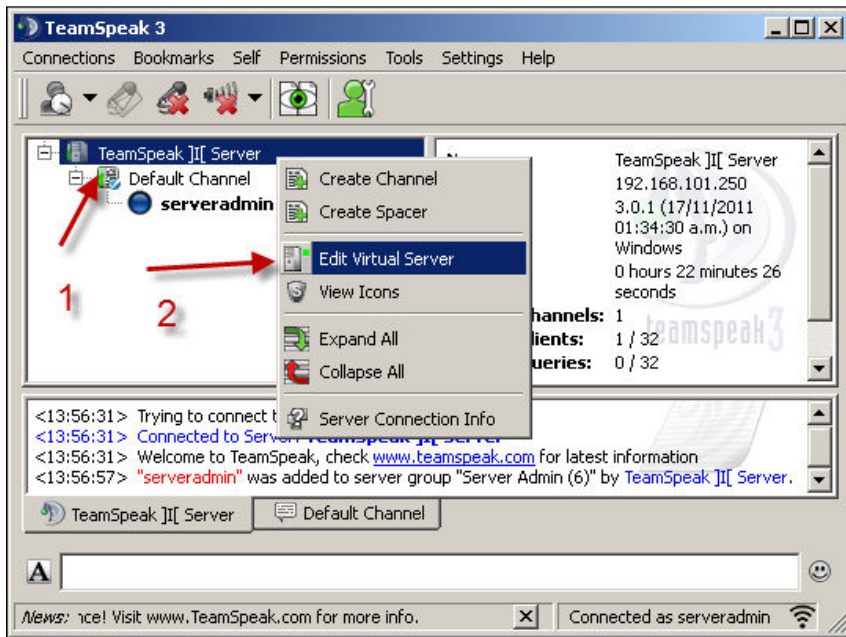 TeamSpeak 3
Connections Bookmarks Self Permissions Tools Settings Help
TeamSpeak ]I[ Server
Default Channel
serveradmin
1
2
Create Channel
Create Spacer
Edit Virtual Server
View Icons
Expand All
Collapse All
Server Connection Info
TeamSpeak ]I[ Server
192.168.101.250
3.0.1 (17/11/2011
01:34:30 a.m.) on
Windows
0 hours 22 minutes 26
seconds
hannels: 1
lients: 1 / 32
ueries: 0 / 32
teamspeak 3
<13:56:31> Trying to connect t
<13:56:31> Connected to Serv
<13:56:31> Welcome to TeamSpeak, check www.teamspeak.com for latest information
<13:56:57> "serveradmin" was added to server group "Server Admin (6)" by TeamSpeak ]I[ Server.
TeamSpeak ]I[ Server Default Channel
A
News: nce! Visit www.TeamSpeak.com for more info. Connected as serveradmin